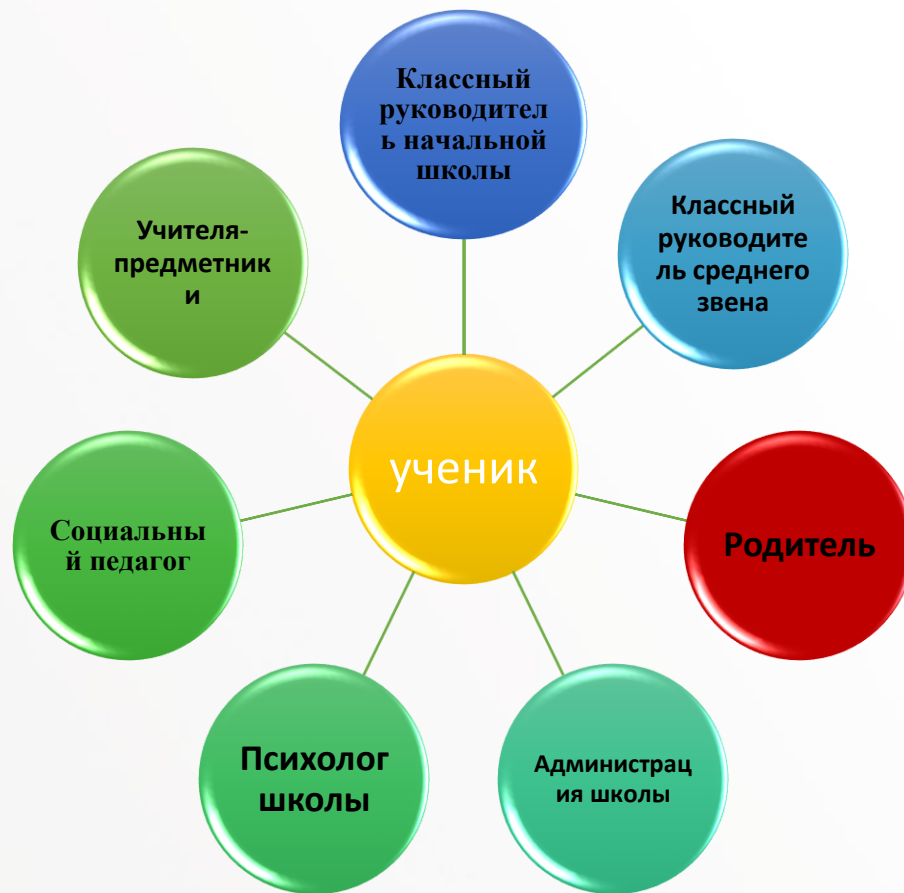 Классный
руководител
ь начальной
школы
Классный
руководите
ль среднего
звена
Учителя-
предметник
и
ученик
Родитель
Социальны
й педагог
Психолог
школы
Администрац
ия школы